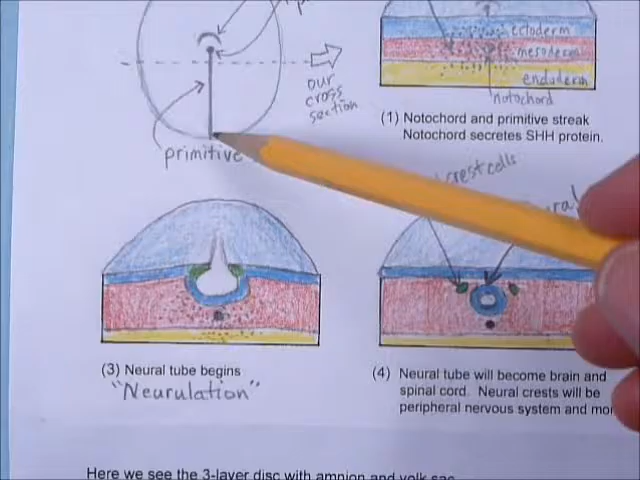 our
cross
section
primitive
ectoderm
mesoderm
endoderm
notochord
(1) Notochord and primitive streak
Notochord secretes SHH protein.
crest cells
(3) Neural tube begins
"Neurulation"
(4) Neural tube will become brain and
spinal cord. Neural crests will be
peripheral nervous system and
Here we see the 3-layer disc with amnion and yolk sac